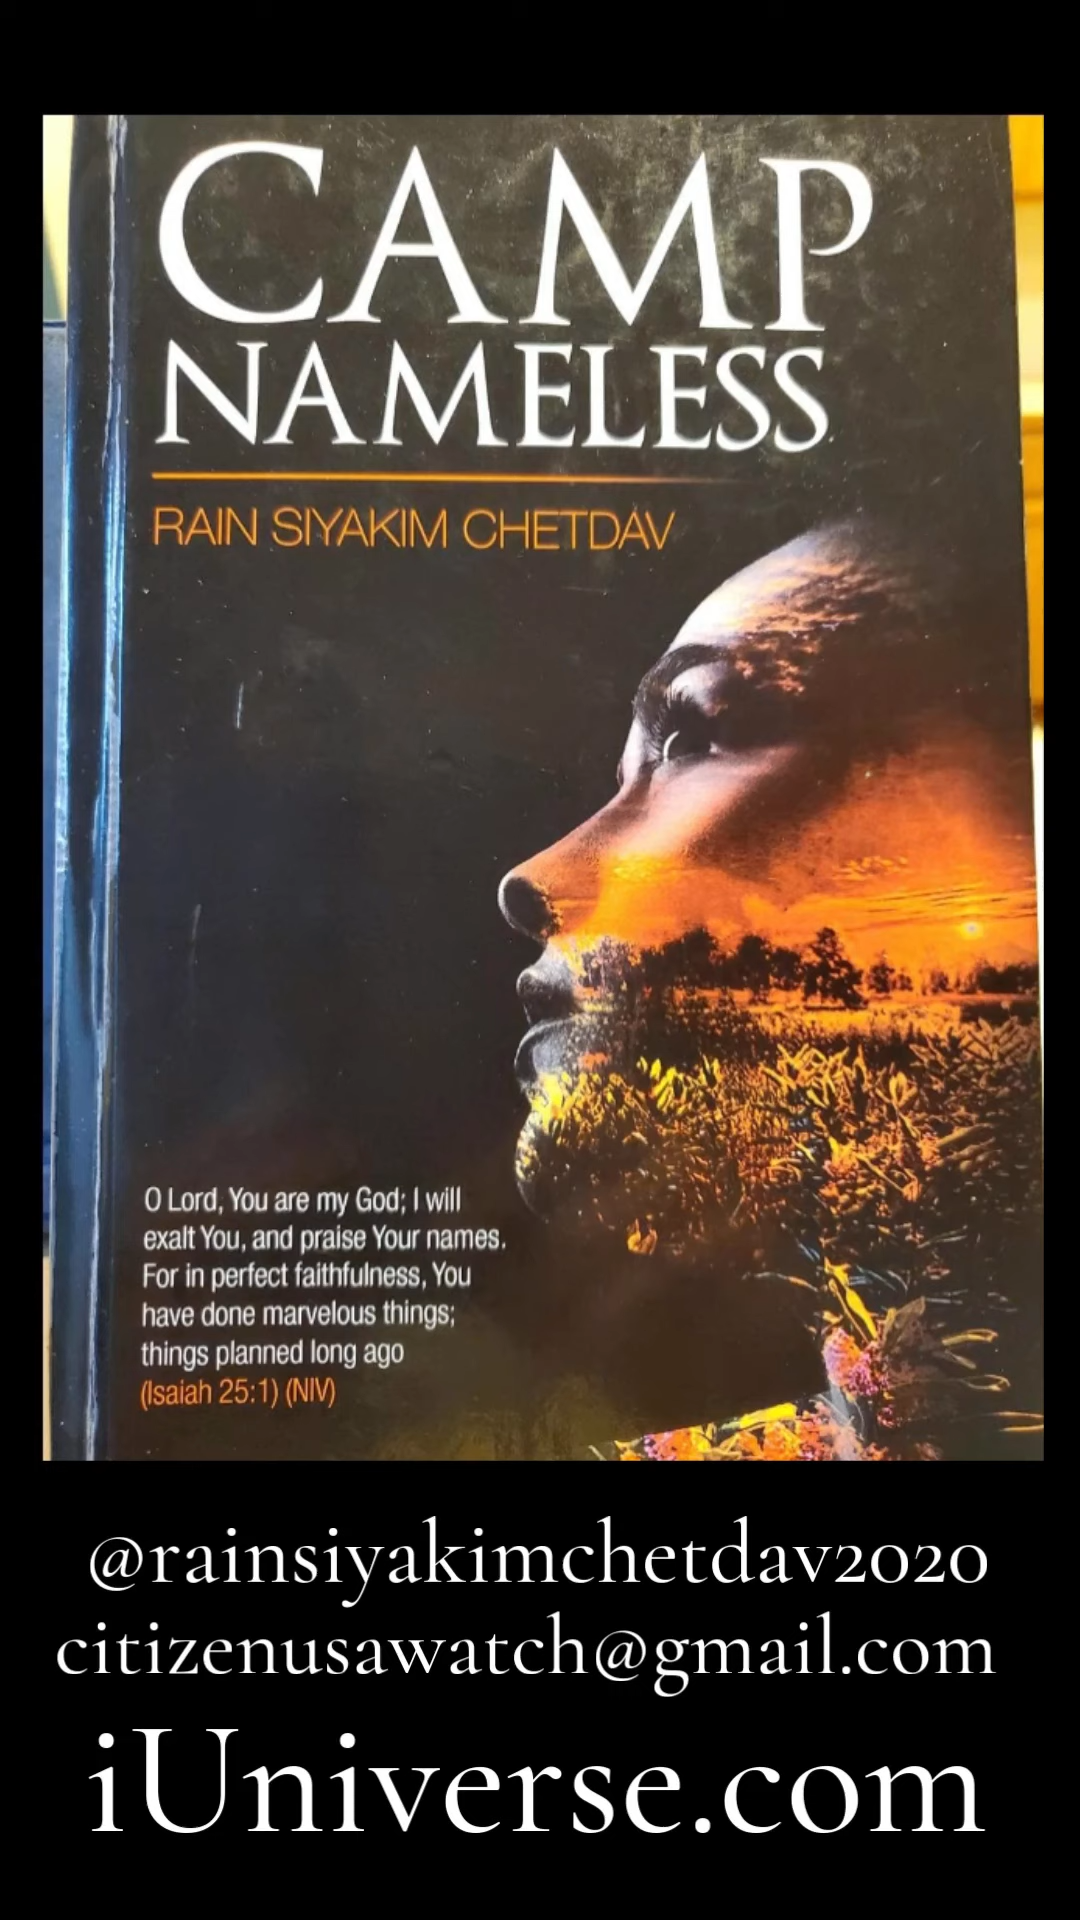 CAMP
NAMELESS
RAIN SIYAKIM CHETDAV
O Lord, You are my God; I will
exalt You, and praise Your names.
For in perfect faithfulness, You
have done marvelous things;
things planned long ago
(Isaiah 25:1) (NIV)
@rainsiyakimchetdav2020
citizenusawatch@gmail.com
iUniverse.com